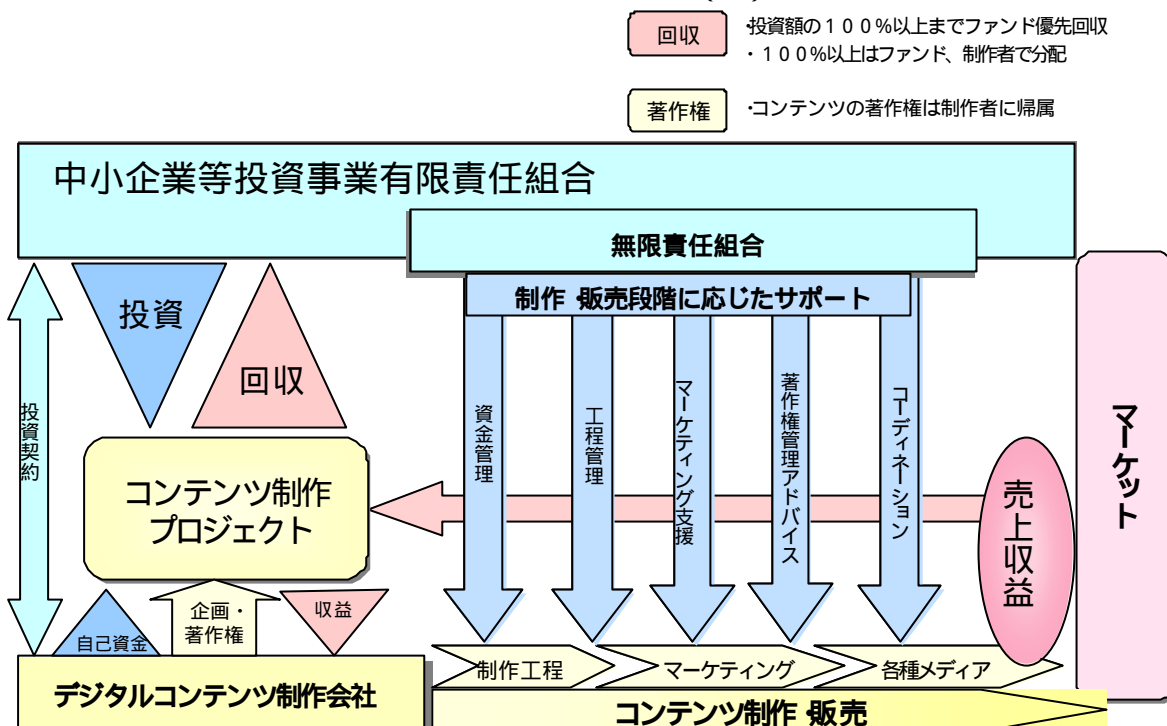 回収
・投資額の１００%以上までファンド優先回収
・１００%以上はファンド、制作者で分配
著作権
・コンテンツの著作権は制作者に帰属
中小企業等投資事業有限責任組合
無限責任組合
制作・販売段階に応じたサポート
投資
回収
投資契約
資金管理
工程管理
マーケティング支援
著作権管理アドバイス
コーディネーション
マーケット
コンテンツ制作
プロジェクト
売上収益
自己資金
企画・
著作権
収益
制作工程
マーケティング
各種メディア
デジタルコンテンツ制作会社
コンテンツ制作・販売